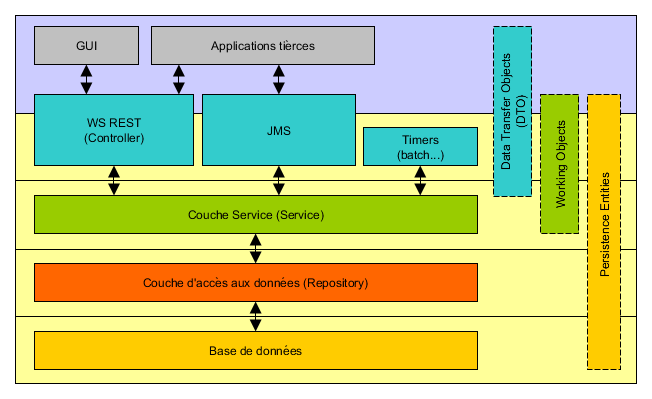 GUI
Applications tierces
WS REST
(Controller)
JMS
Timers
(batch...)
Data Transfer Objects
(DTO)
Working Objects
Persistence Entities
Couche Service (Service)
Couche d'accès aux données (Repository)
Base de données